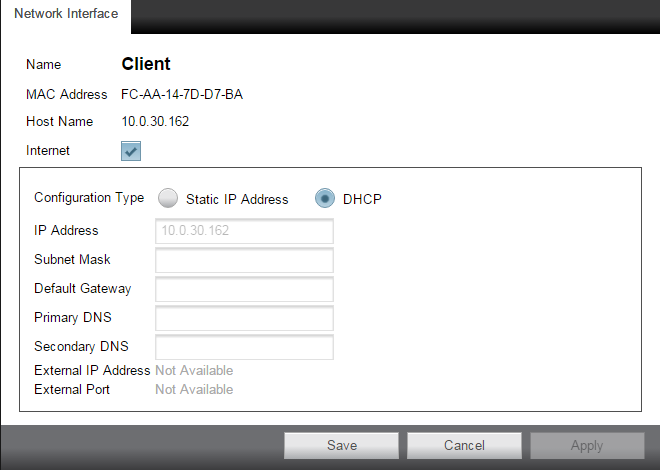 Network Interface
Name Client
MAC Address FC-AA-14-7D-D7-BA
Host Name 10.0.30.162
Internet
Configuration Type Static IP Address DHCP
IP Address 10.0.30.162
Subnet Mask
Default Gateway
Primary DNS
Secondary DNS
External IP Address Not Available
External Port Not Available
Save Cancel Apply